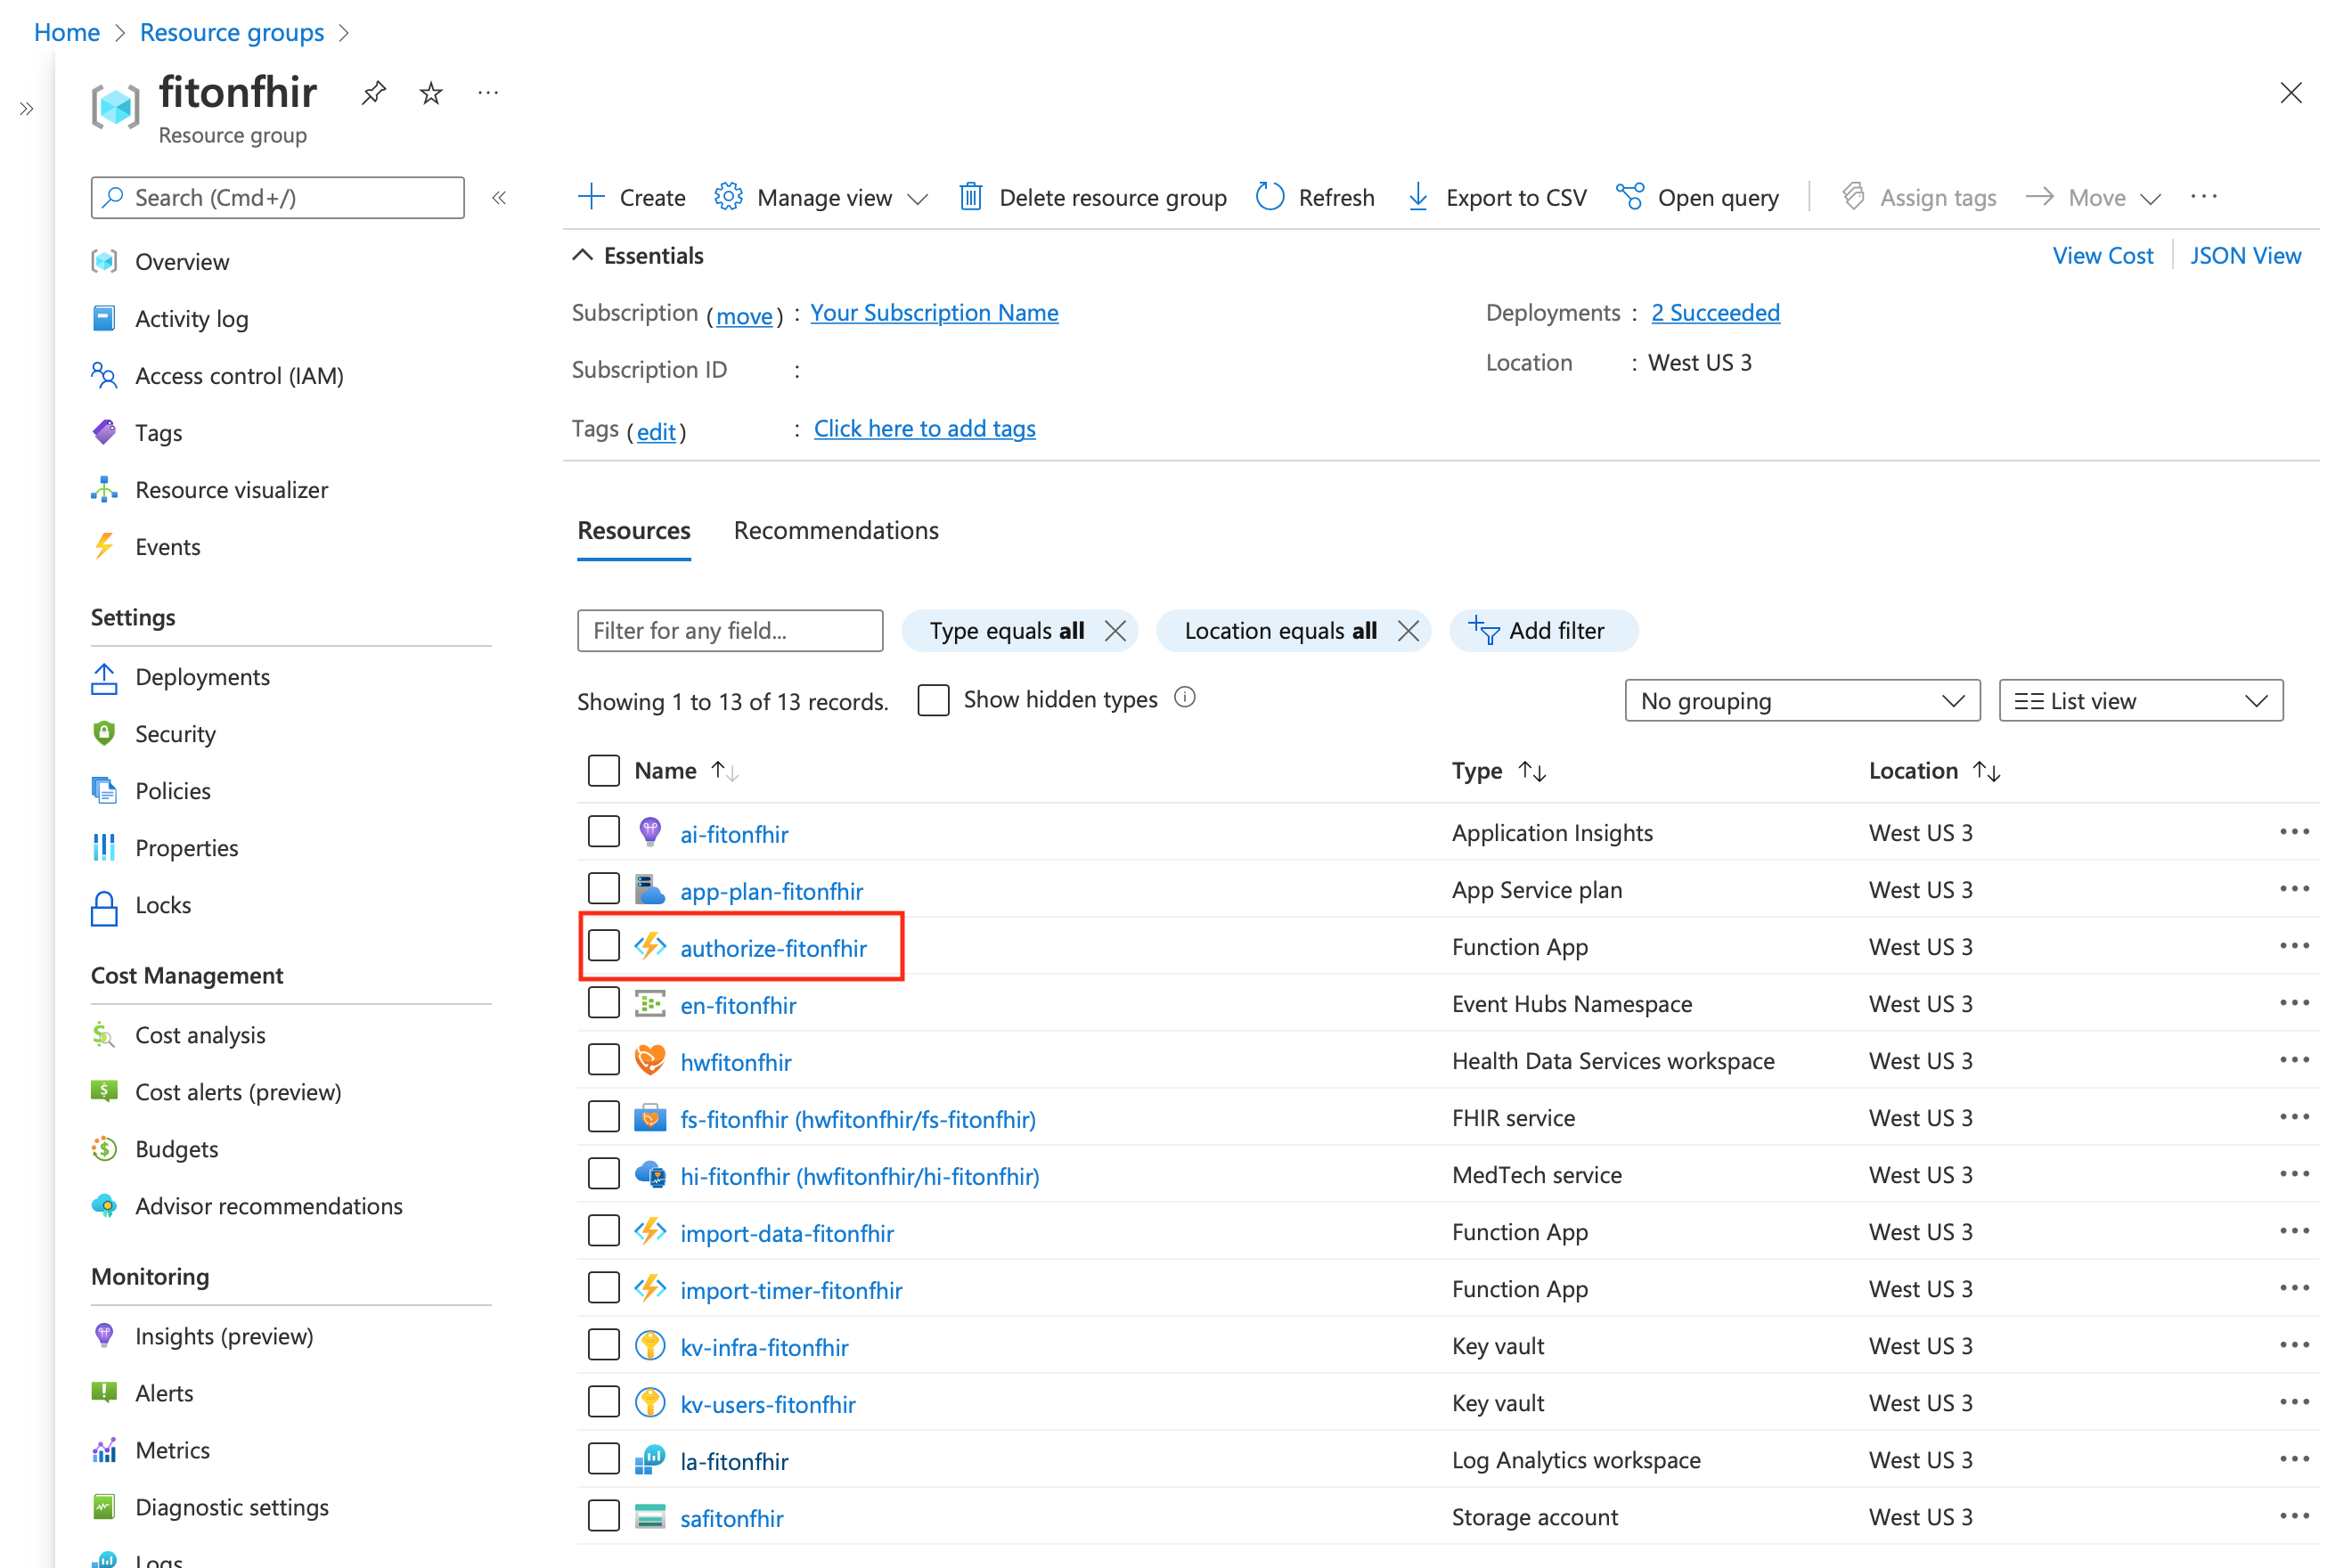 Home > Resource groups >
fitonfhir
Resource group
Search (Cmd+/)
Overview
Activity log
Access control (IAM)
Tags
Resource visualizer
Events
Settings
Deployments
Security
Policies
Properties
Locks
Cost Management
Cost analysis
Cost alerts (preview)
Budgets
Advisor recommendations
Monitoring
Insights (preview)
Alerts
Metrics
Diagnostic settings
Logs
Create Manage view Delete resource group Refresh Export to CSV Open query Assign tags Move
Essentials View Cost JSON View
Subscription (move) : Your Subscription Name Deployments : 2 Succeeded
Subscription ID : Location : West US 3
Tags (edit) : Click here to add tags
Resources Recommendations
Filter for any field... Type equals all Location equals all Add filter
Showing 1 to 13 of 13 records. Show hidden types No grouping List view
Name Type Location
ai-fitonfhir Application Insights West US 3
app-plan-fitonfhir App Service plan West US 3
authorize-fitonfhir Function App West US 3
en-fitonfhir Event Hubs Namespace West US 3
hwfitonfhir Health Data Services workspace West US 3
fs-fitonfhir (hwfitonfhir/fs-fitonfhir) FHIR service West US 3
hi-fitonfhir (hwfitonfhir/hi-fitonfhir) MedTech service West US 3
import-data-fitonfhir Function App West US 3
import-timer-fitonfhir Function App West US 3
kv-infra-fitonfhir Key vault West US 3
kv-users-fitonfhir Key vault West US 3
la-fitonfhir Log Analytics workspace West US 3
safitonfhir Storage account West US 3